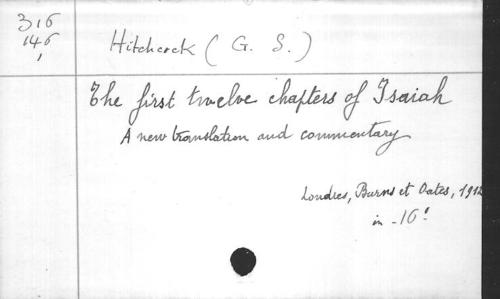 316
146
1
Hitchcock ( G. S. )
The first twelve chapters of Isaiah
A new translation and commentary
Londres, Burns et Oates, 1912
in-16°